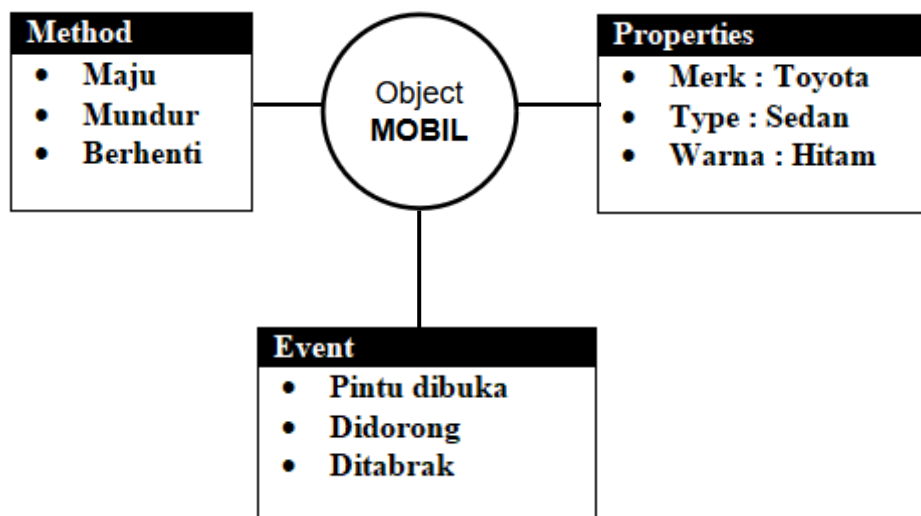 Method
• Maju
• Mundur
• Berhenti
Object
MOBIL
Properties
• Merk : Toyota
• Type : Sedan
• Warna : Hitam
Event
• Pintu dibuka
• Didorong
• Ditabrak